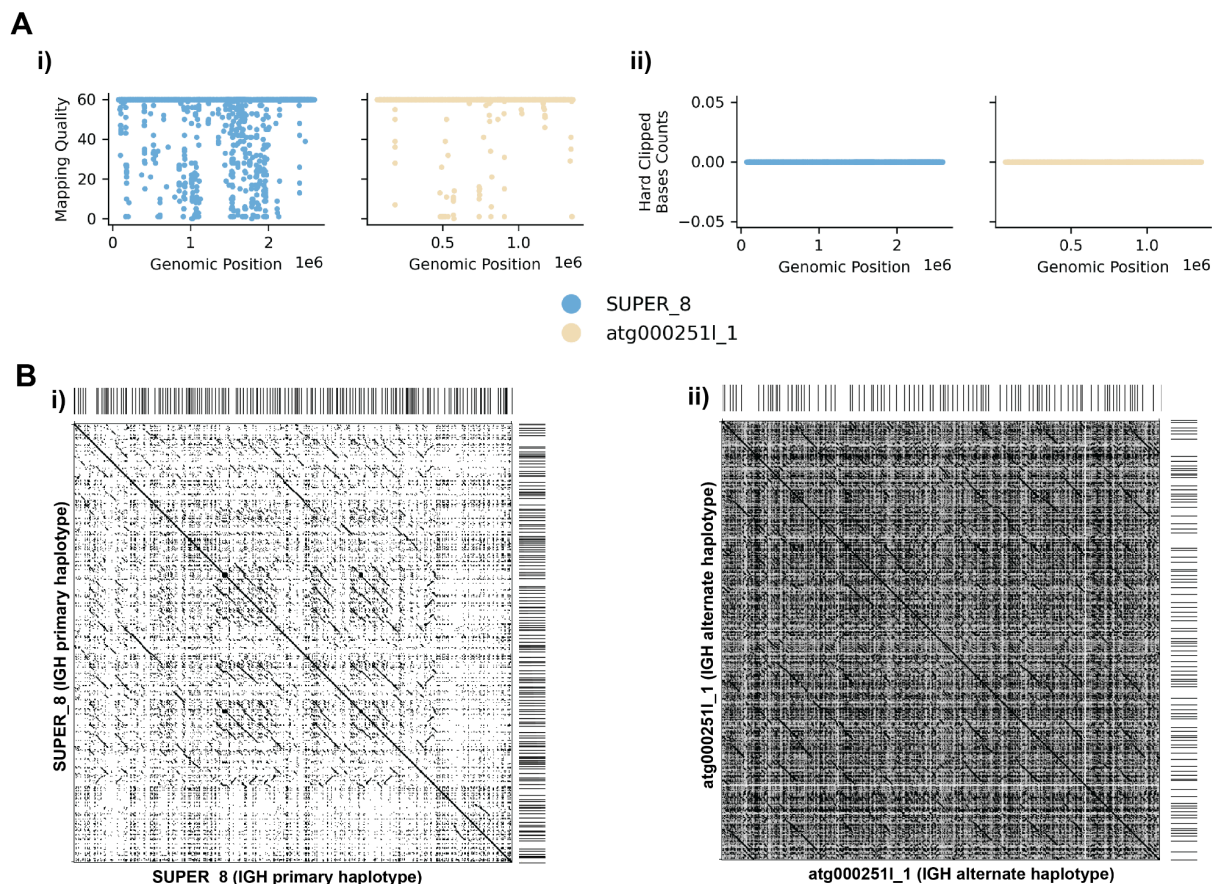 A
i)
ii)
Mapping Quality
60
40
20
0
0
1
2
1e6
Genomic Position
0.5
1.0
1e6
Genomic Position
Hard Clipped
Bases Counts
0.05
0.00
−0.05
0
1
2
1e6
Genomic Position
0.5
1.0
1e6
Genomic Position
SUPER_8
atg000251l_1
B
i)
ii)
SUPER_8 (IGH primary haplotype)
SUPER_8 (IGH primary haplotype)
atg000251l_1 (IGH alternate haplotype)
atg000251l_1 (IGH alternate haplotype)